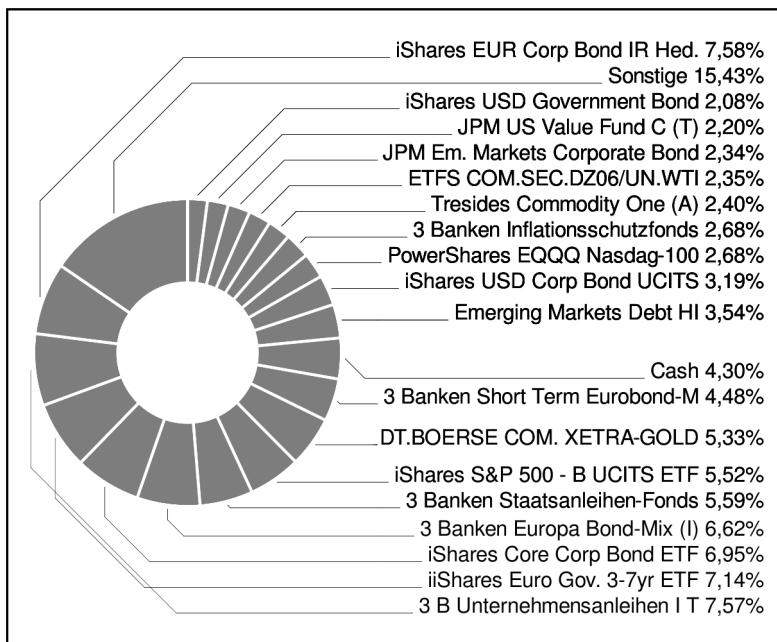 iShares EUR Corp Bond IR Hed. 7,58%
Sonstige 15,43%
iShares USD Government Bond 2,08%
JPM US Value Fund C (T) 2,20%
JPM Em. Markets Corporate Bond 2,34%
ETFS COM.SEC.DZ06/UN.WTI 2,35%
Tresides Commodity One (A) 2,40%
3 Banken Inflationsschutzfonds 2,68%
PowerShares EQQQ Nasdag-100 2,68%
iShares USD Corp Bond UCITS 3,19%
Emerging Markets Debt HI 3,54%
Cash 4,30%
3 Banken Short Term Eurobond-M 4,48%
DT.BOERSE COM. XETRA-GOLD 5,33%
iShares S&P 500 - B UCITS ETF 5,52%
3 Banken Staatsanleihen-Fonds 5,59%
3 Banken Europa Bond-Mix (I) 6,62%
iShares Core Corp Bond ETF 6,95%
iiShares Euro Gov. 3-7yr ETF 7,14%
3 B Unternehmensanleihen I T 7,57%